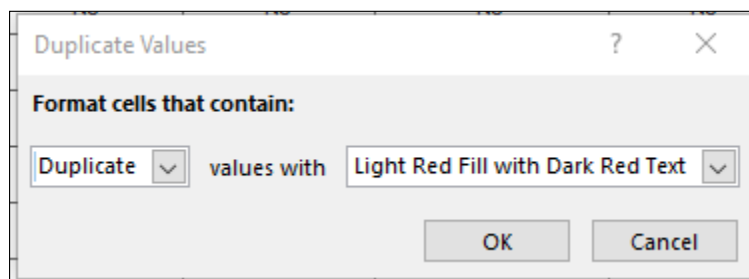 Duplicate Values ?
Format cells that contain:
Duplicate values with Light Red Fill with Dark Red Text
OK Cancel